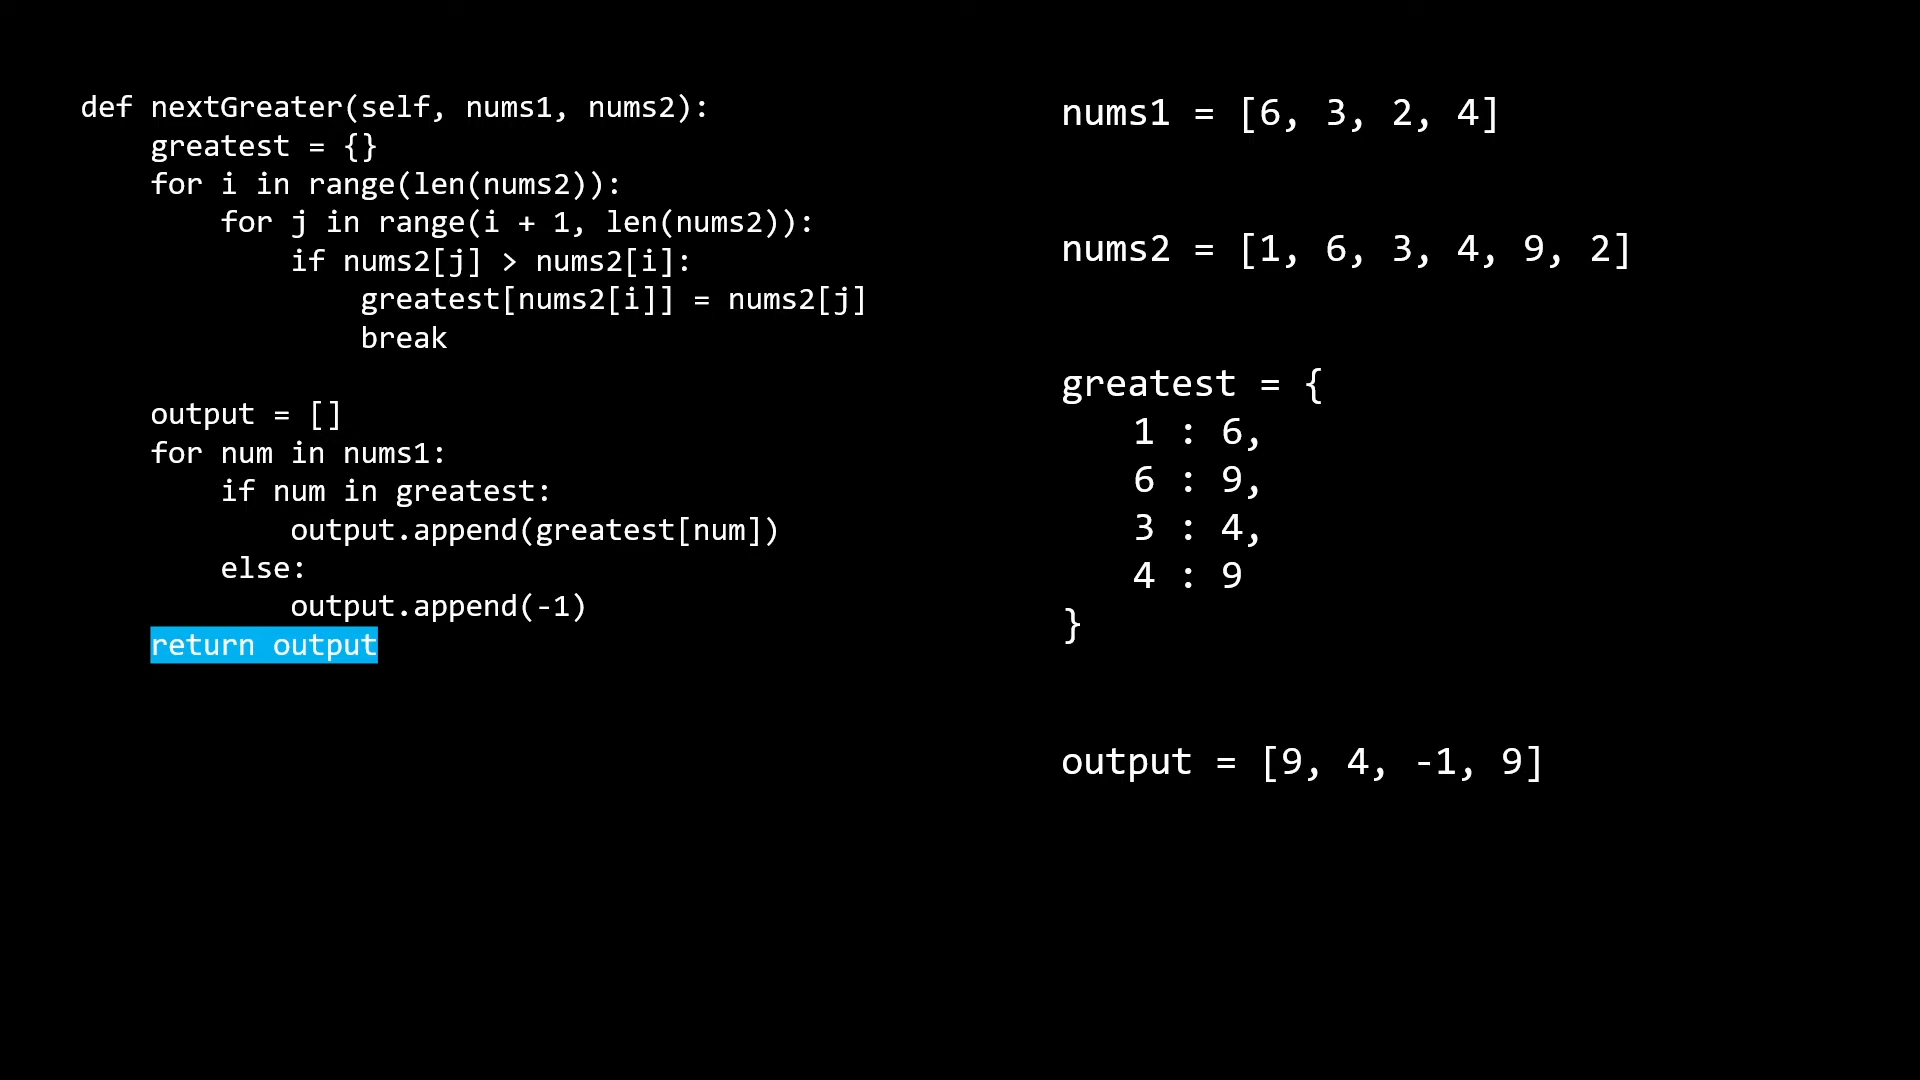 def nextGreater(self, nums1, nums2):
    greatest = {}
    for i in range(len(nums2)):
        for j in range(i + 1, len(nums2)):
            if nums2[j] > nums2[i]:
                greatest[nums2[i]] = nums2[j]
                break
    output = []
    for num in nums1:
        if num in greatest:
            output.append(greatest[num])
        else:
            output.append(-1)
    return output
nums1 = [6, 3, 2, 4]
nums2 = [1, 6, 3, 4, 9, 2]
greatest = {
    1 : 6,
    6 : 9,
    3 : 4,
    4 : 9
}
output = [9, 4, -1, 9]